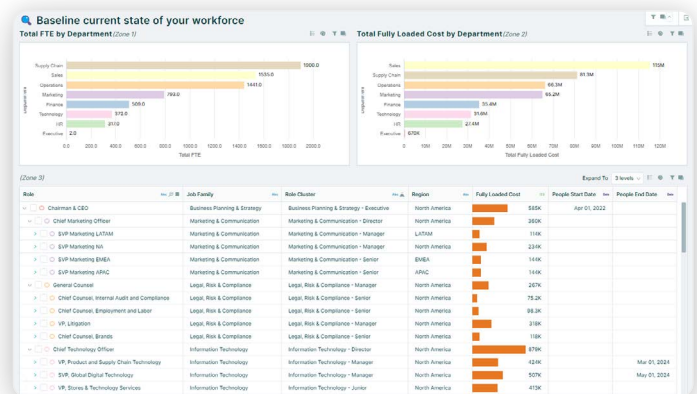 Baseline current state of your workforce
Total FTE by Department (Zone 1)
Total Fully Loaded Cost by Department (Zone 2)
Supply Chain 1900.0
Sales 1555.0
Operations 1441.0
Marketing 793.0
Finance 509.0
Technology 372.0
HR 317.0
Executive 2.0
0.0 200.0 400.0 600.0 800.0 1000.0 1200.0 1400.0 1600.0 1800.0 2000.0
Total FTE
Sales 115M
Supply Chain 81.3M
Operations 66.3M
Marketing 65.2M
Finance 35.4M
Technology 31.6M
HR 27.4M
Executive 670K
0 10M 20M 30M 40M 50M 60M 70M 80M 90M 100M 110M 120M
Total Fully Loaded Cost
(Zone 3)
Expand To 3 levels
Role Job Family Role Cluster Region Fully Loaded Cost People Start Date People End Date
Chairman & CEO Business Planning & Strategy Business Planning & Strategy - Executive North America 585K Apr 01, 2022
Chief Marketing Officer Marketing & Communication Marketing & Communication - Director North America 360K
SVP Marketing LATAM Marketing & Communication Marketing & Communication - Manager LATAM 114K
SVP Marketing NA Marketing & Communication Marketing & Communication - Manager North America 234K
SVP Marketing EMEA Marketing & Communication Marketing & Communication - Senior EMEA 144K
SVP Marketing APAC Marketing & Communication Marketing & Communication - Senior APAC 144K
General Counsel Legal, Risk & Compliance Legal, Risk & Compliance - Manager North America 267K
Chief Counsel, Internal Audit and Compliance Legal, Risk & Compliance Legal, Risk & Compliance - Senior North America 75.2K
Chief Counsel, Employment and Labor Legal, Risk & Compliance Legal, Risk & Compliance - Senior North America 98.3K
VP, Litigation Legal, Risk & Compliance Legal, Risk & Compliance - Manager North America 318K
Chief Counsel, Brands Legal, Risk & Compliance Legal, Risk & Compliance - Senior North America 118K
Chief Technology Officer Information Technology Information Technology - Director North America 879K
VP, Product and Supply Chain Technology Information Technology Information Technology - Manager North America 424K Mar 01, 2024
SVP, Global Digital Technology Information Technology Information Technology - Manager North America 507K May 01, 2024
VP, Stores & Technology Services Information Technology Information Technology - Junior North America 413K